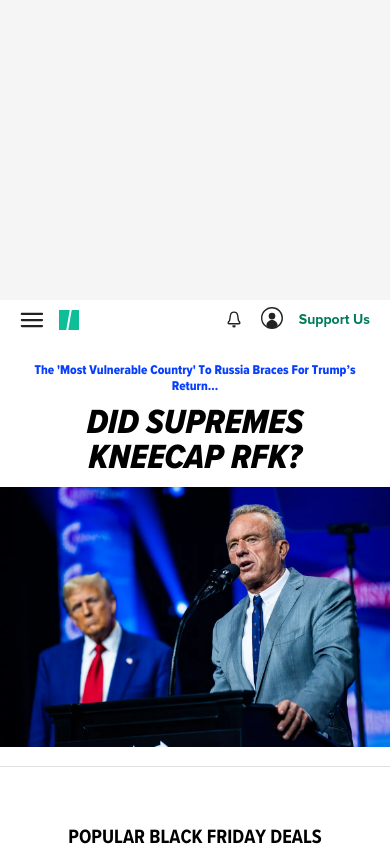 Support Us
The 'Most Vulnerable Country' To Russia Braces For Trump’s
Return...
DID SUPREMES
KNEECAP RFK?
POPULAR BLACK FRIDAY DEALS